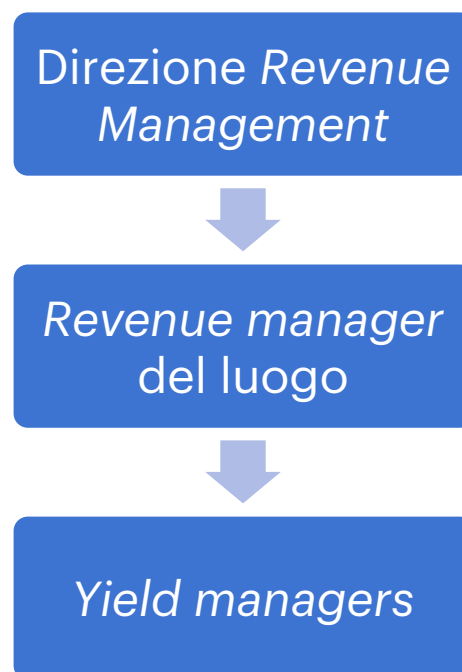 Direzione Revenue
Management
Revenue manager
del luogo
Yield managers